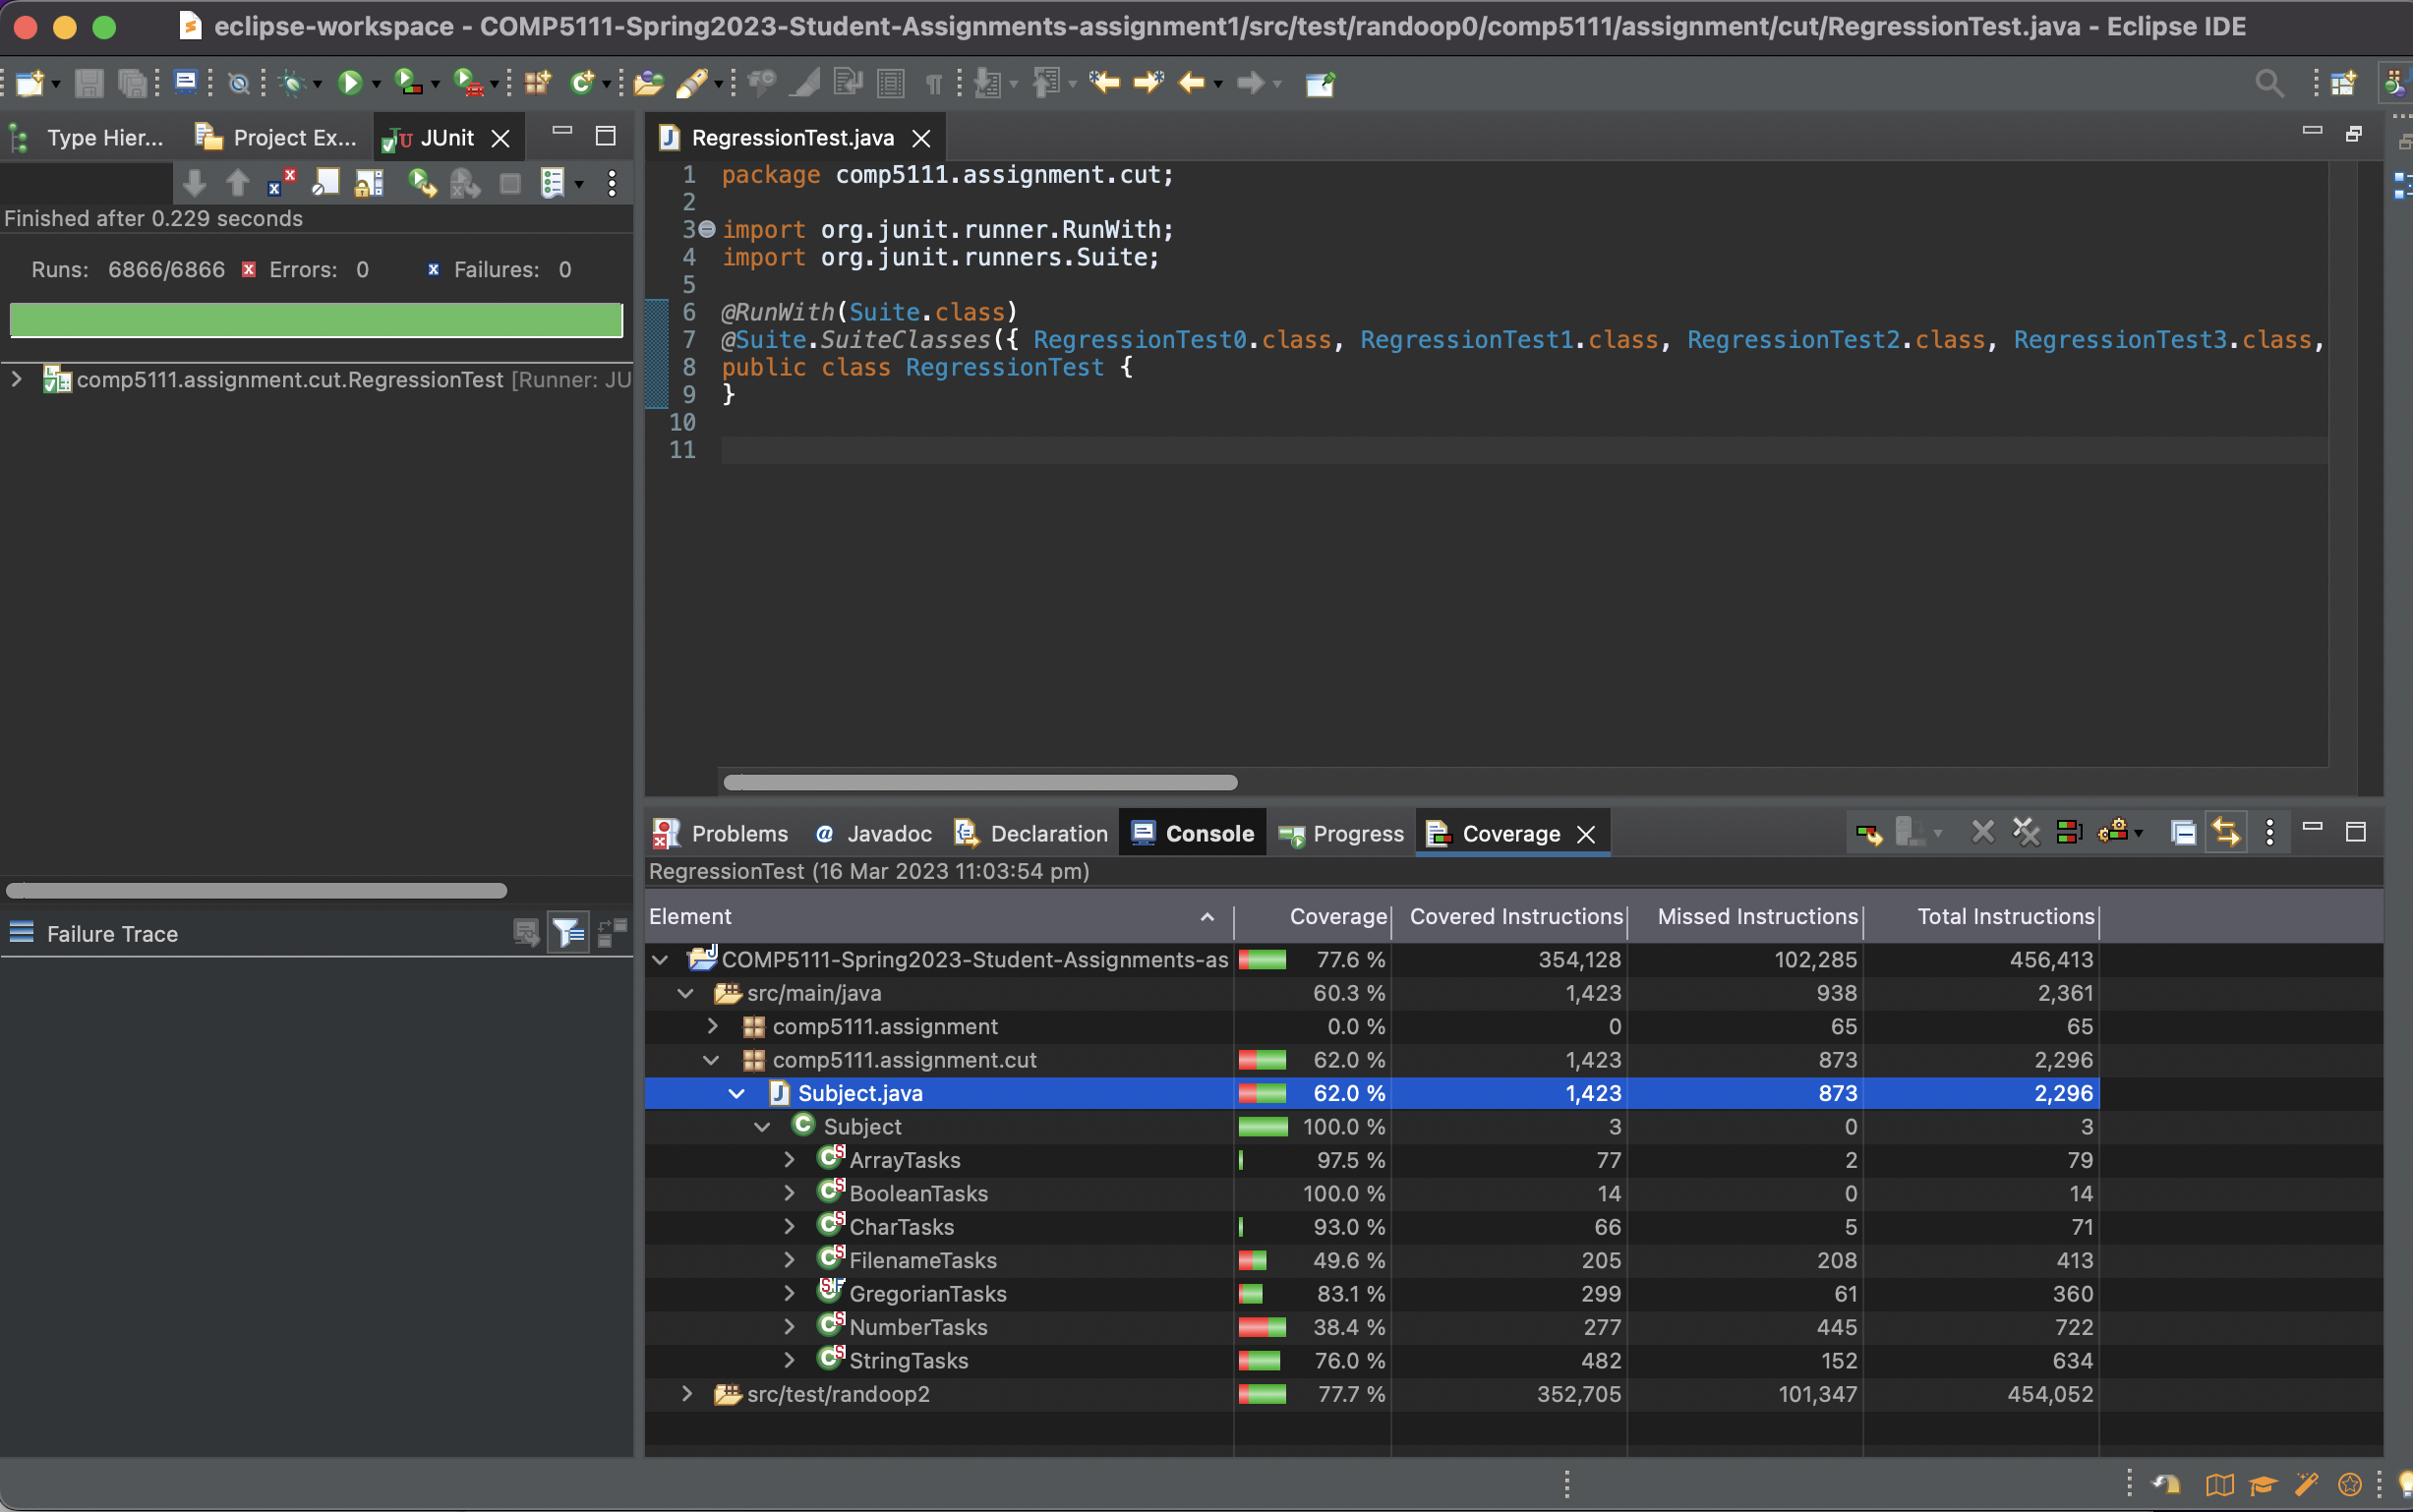 eclipse-workspace - COMP5111-Spring2023-Student-Assignments-assignment1/src/test/randoop0/comp5111/assignment/cut/RegressionTest.java - Eclipse IDE
Type Hier... Project Ex... JUnit
Finished after 0.229 seconds
Runs: 6866/6866 Errors: 0 Failures: 0
comp5111.assignment.cut.RegressionTest [Runner: JU
Failure Trace
RegressionTest.java
1 package comp5111.assignment.cut;
2
3 import org.junit.runner.RunWith;
4 import org.junit.runners.Suite;
5
6 @RunWith(Suite.class)
7 @Suite.SuiteClasses({ RegressionTest0.class, RegressionTest1.class, RegressionTest2.class, RegressionTest3.class,
8 public class RegressionTest {
9 }
10
11
Problems Javadoc Declaration Console Progress Coverage
RegressionTest (16 Mar 2023 11:03:54 pm)
Element Coverage Covered Instructions Missed Instructions Total Instructions
COMP5111-Spring2023-Student-Assignments-as 77.6 % 354,128 102,285 456,413
src/main/java 60.3 % 1,423 938 2,361
comp5111.assignment 0.0 % 0 65 65
comp5111.assignment.cut 62.0 % 1,423 873 2,296
Subject.java 62.0 % 1,423 873 2,296
Subject 100.0 % 3 0 3
ArrayTasks 97.5 % 77 2 79
BooleanTasks 100.0 % 14 0 14
CharTasks 93.0 % 66 5 71
FilenameTasks 49.6 % 205 208 413
GregorianTasks 83.1 % 299 61 360
NumberTasks 38.4 % 277 445 722
StringTasks 76.0 % 482 152 634
src/test/randoop2 77.7 % 352,705 101,347 454,052